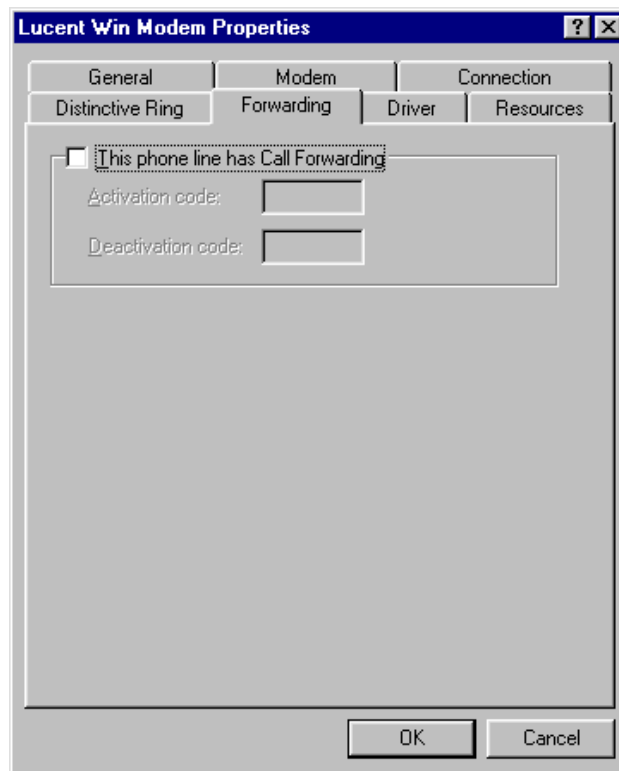 Lucent Win Modem Properties
General Modem Connection
Distinctive Ring Forwarding Driver Resources
This phone line has Call Forwarding
Activation code:
Deactivation code:
OK Cancel